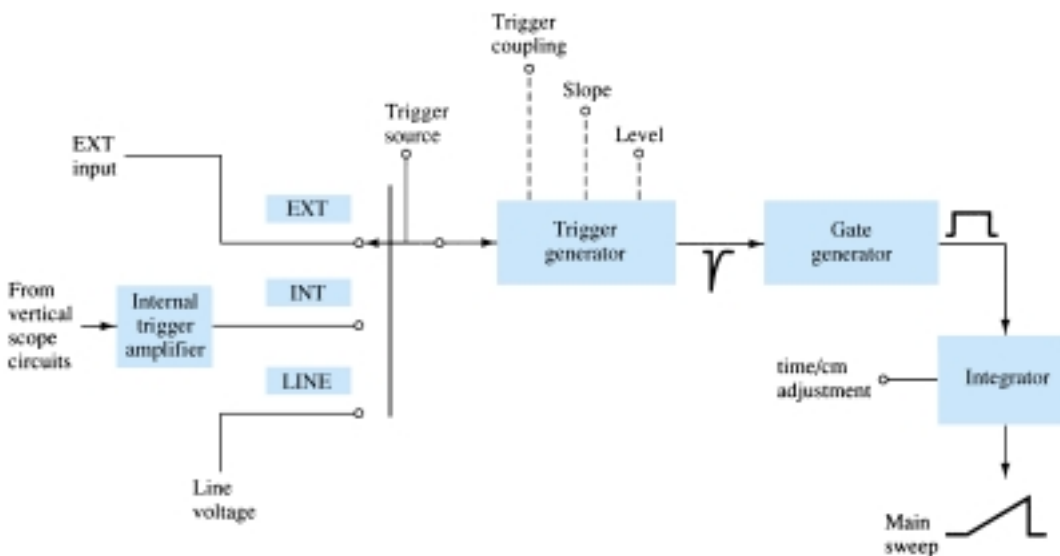 Trigger
coupling
Slope
Trigger
source
Level
EXT
input
EXT
Trigger
generator
Gate
generator
From
vertical
scope
circuits
Internal
trigger
amplifier
INT
LINE
time/cm
adjustment
Integrator
Line
voltage
Main
sweep